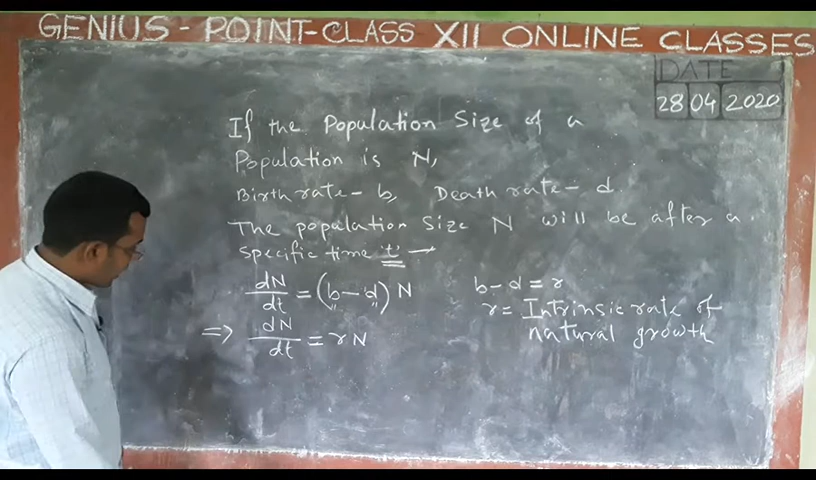 GENIUS - POINT-CLASS XII ONLINE CLASSES
DATE
28 04 2020
If the Population Size of a
Population is N,
Birth rate - b, Death rate - d.
The population Size N will be after a
Specific time 't' —
dN/dt = (b - d) N
b - d = r
r = Intrinsic rate of
natural growth
⇒ dN/dt = rN